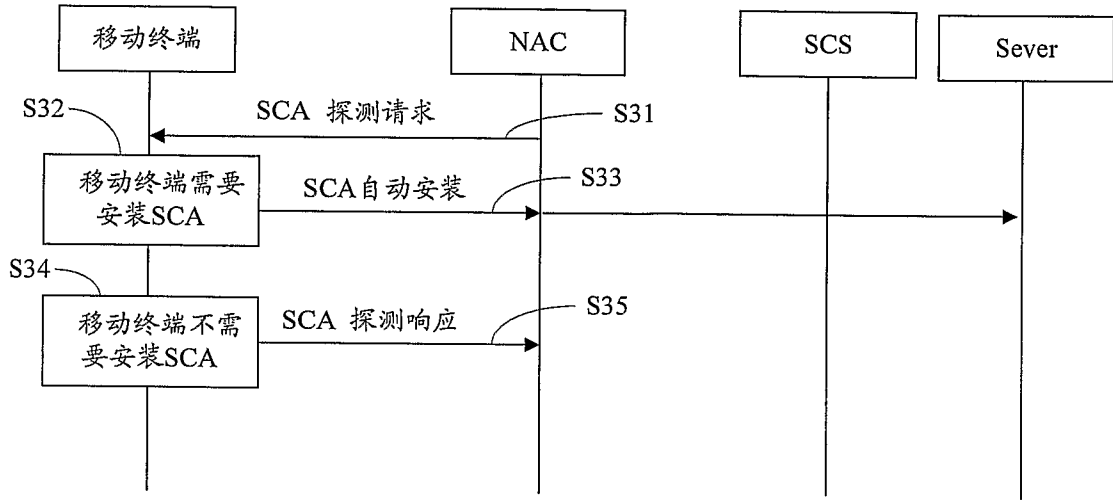 移动终端
NAC
SCS
Sever
S32
SCA 探测请求
S31
移动终端需要
安装SCA
SCA自动安装
S33
S34
移动终端不需
要安装SCA
SCA 探测响应
S35